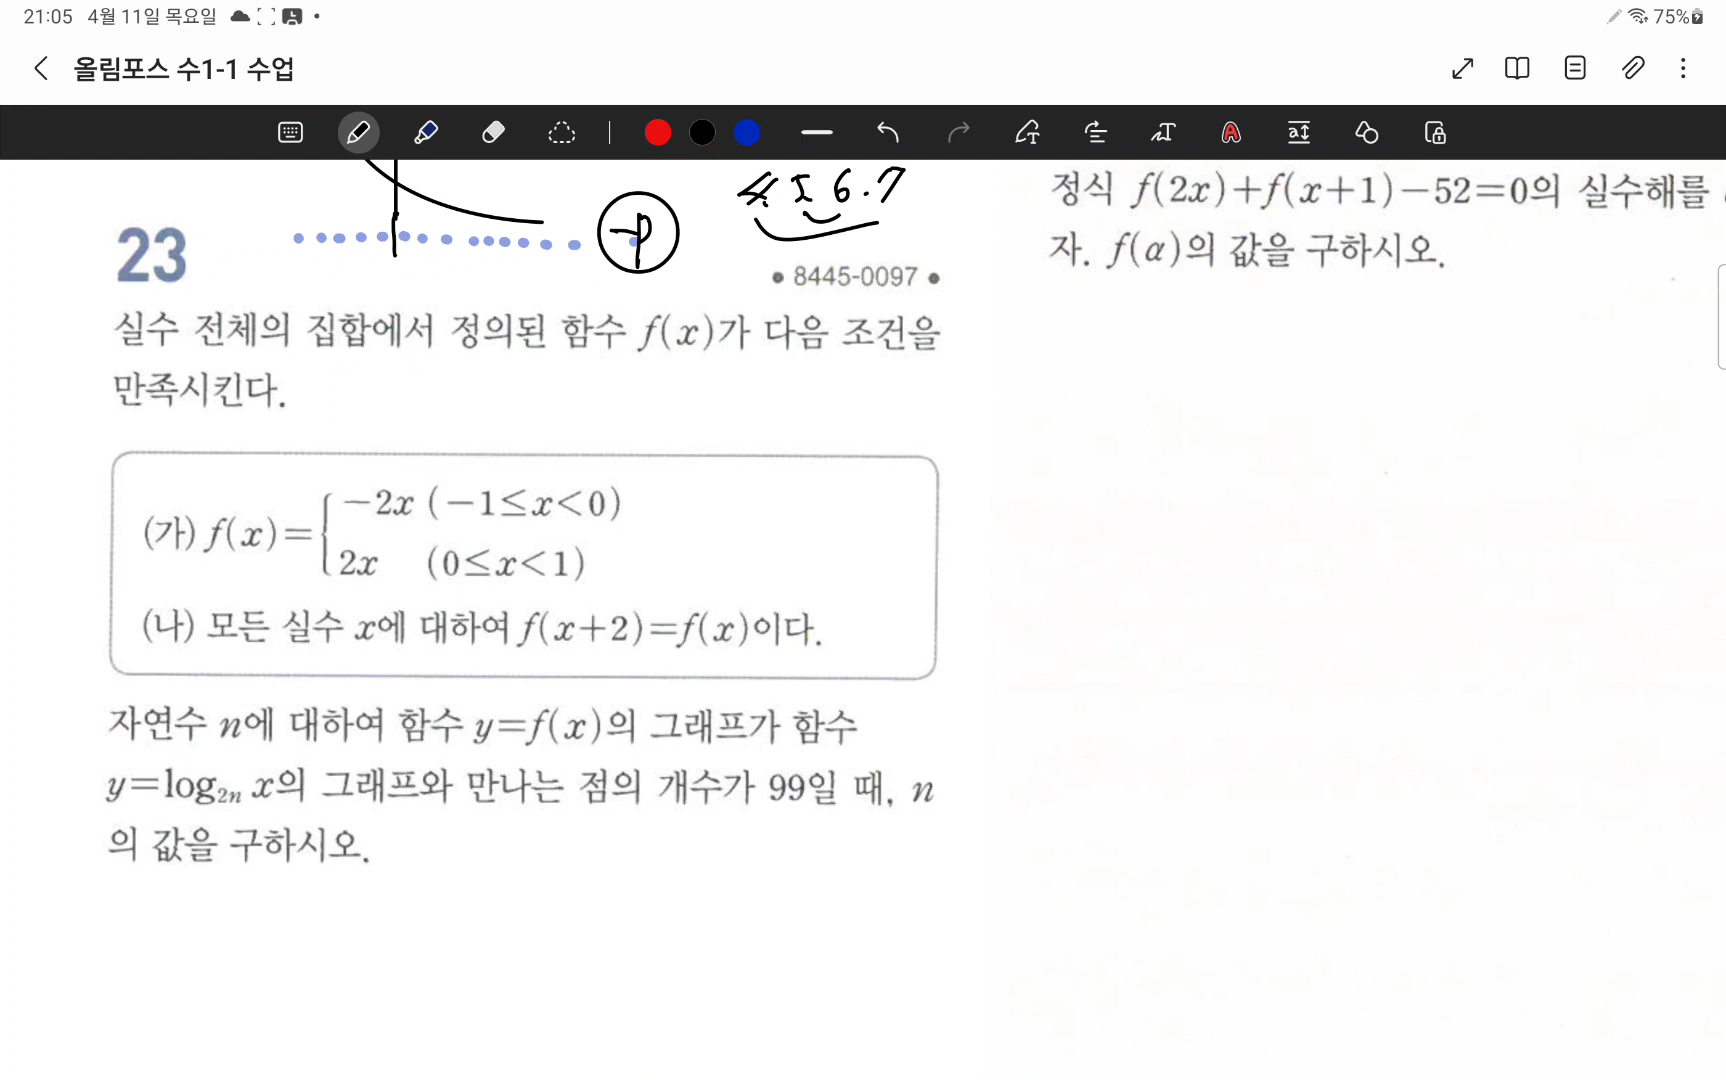 21:05 4월 11일 목요일
75%
올림포스 수1-1 수업
4 5 6.7
정식 f(2x)+f(x+1)-52=0의 실수해를
자. f(α)의 값을 구하시오.
23
• 8445-0097 •
실수 전체의 집합에서 정의된 함수 f(x)가 다음 조건을
만족시킨다.
(가) f(x)={ -2x (-1≤x<0)
2x (0≤x<1)
(나) 모든 실수 x에 대하여 f(x+2)=f(x)이다.
자연수 n에 대하여 함수 y=f(x)의 그래프가 함수
y=log₂ₙ x의 그래프와 만나는 점의 개수가 99일 때, n
의 값을 구하시오.